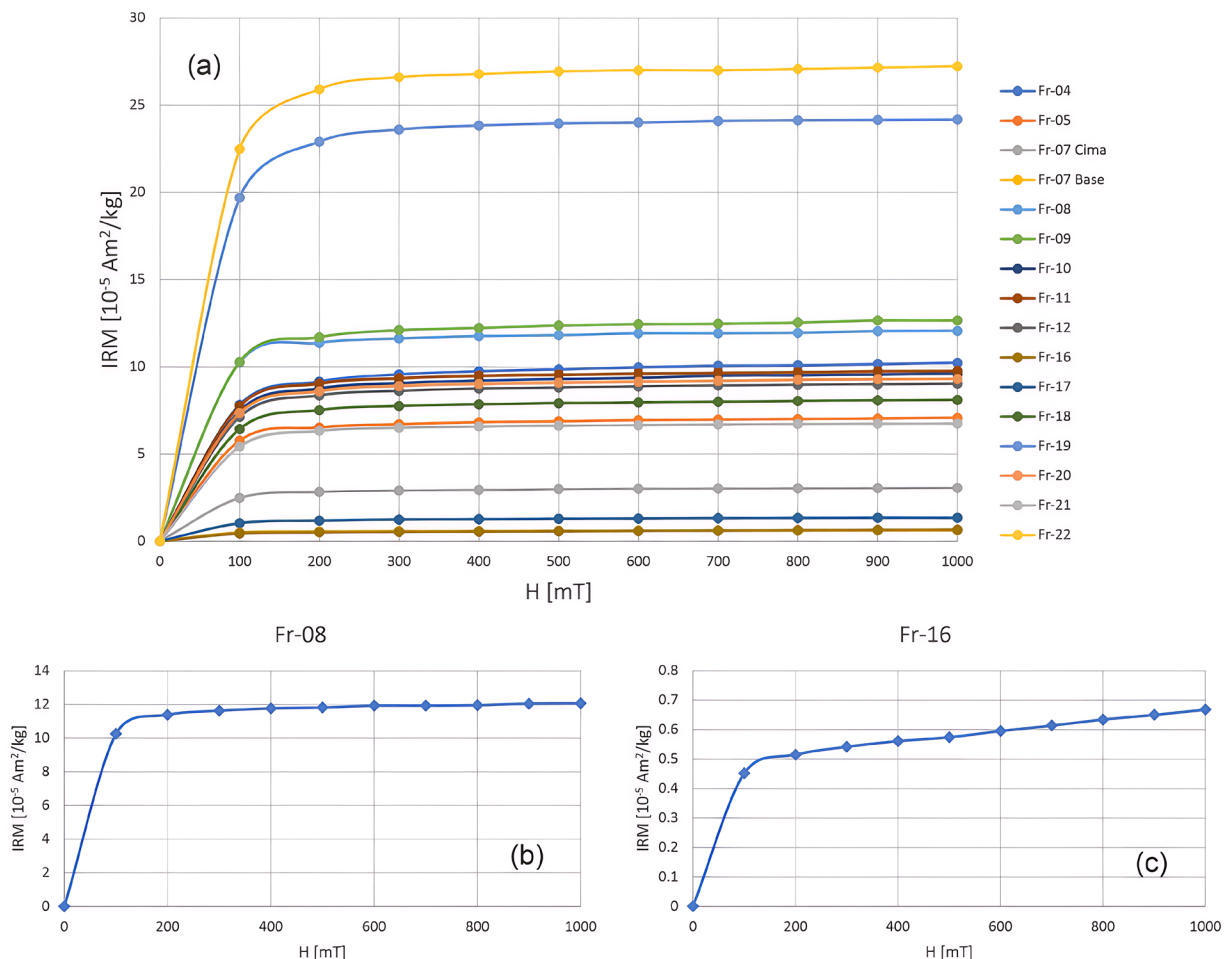 (a)
30
25
20
15
10
5
0
IRM [10⁻⁵ Am²/kg]
0 100 200 300 400 500 600 700 800 900 1000
H [mT]
Fr-04
Fr-05
Fr-07 Cima
Fr-07 Base
Fr-08
Fr-09
Fr-10
Fr-11
Fr-12
Fr-16
Fr-17
Fr-18
Fr-19
Fr-20
Fr-21
Fr-22
Fr-08
14
12
10
8
6
4
2
0
IRM [10⁻⁵ Am²/kg]
(b)
0 200 400 600 800 1000
H [mT]
Fr-16
0.8
0.7
0.6
0.5
0.4
0.3
0.2
0.1
0
IRM [10⁻⁵ Am²/kg]
(c)
0 200 400 600 800 1000
H [mT]